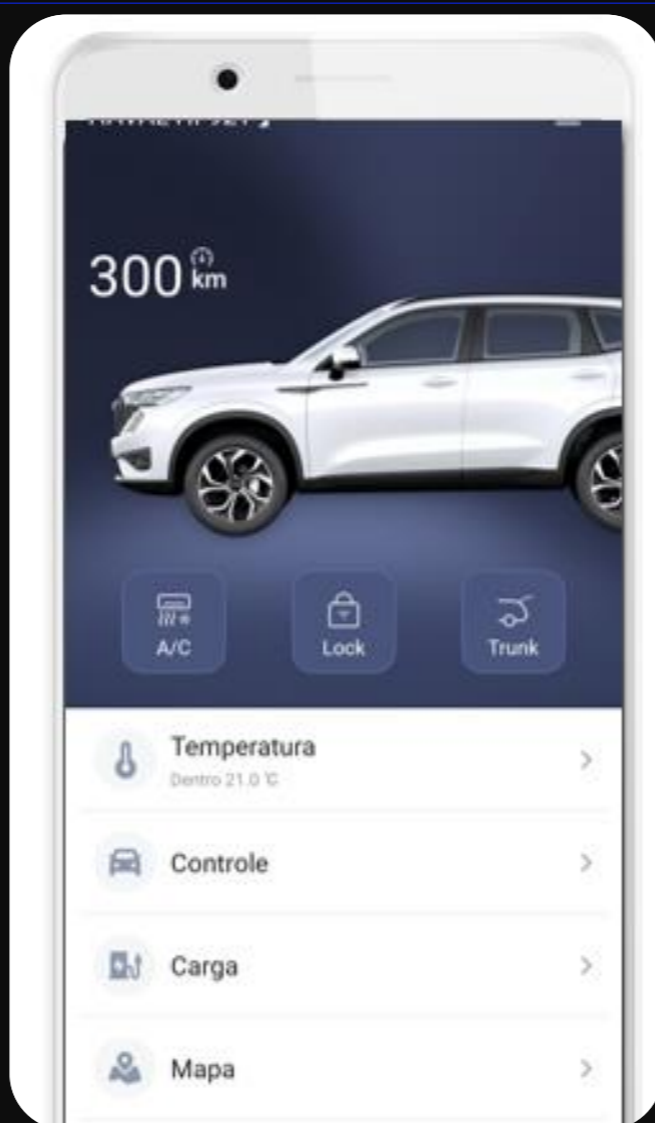 300 km
A/C
Lock
Trunk
Temperatura
Dentro 21.0 ℃
Controle
Carga
Mapa